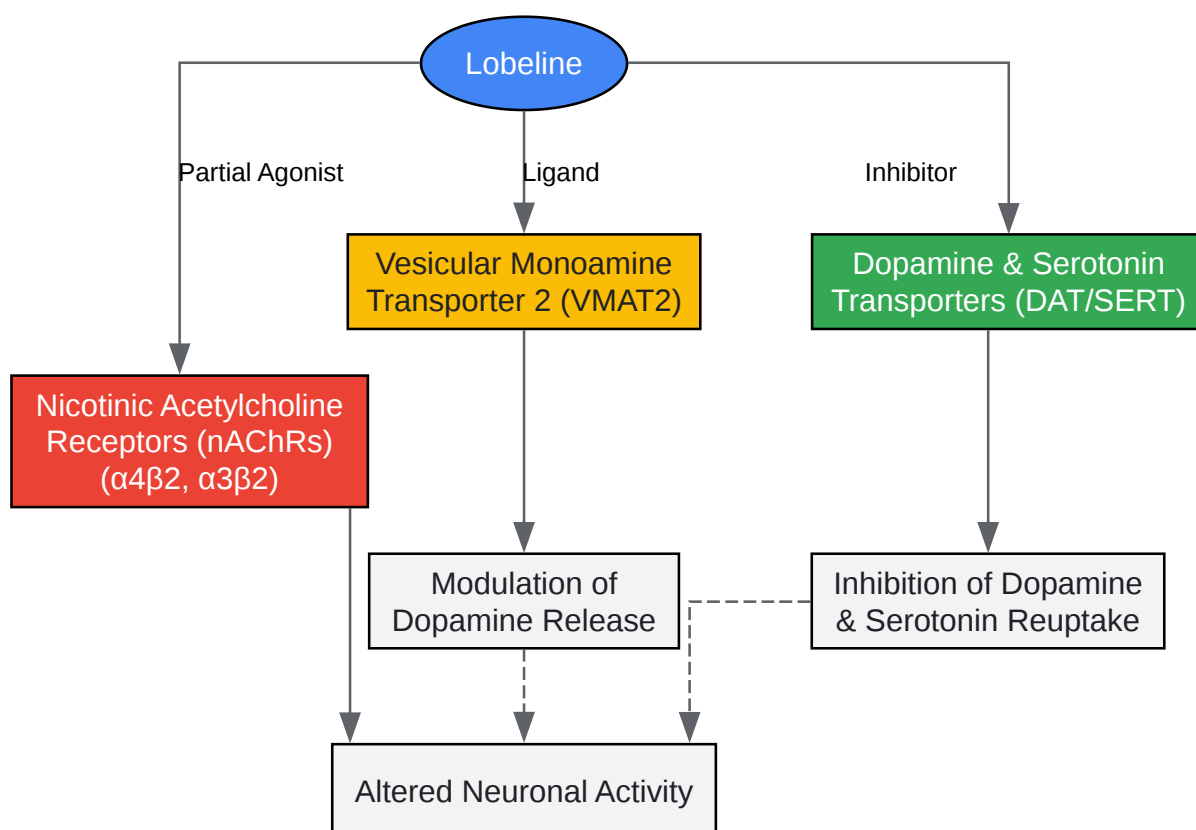 Lobeline
Partial Agonist
Ligand
Inhibitor
Vesicular Monoamine
Transporter 2 (VMAT2)
Dopamine & Serotonin
Transporters (DAT/SERT)
Nicotinic Acetylcholine
Receptors (nAChRs)
(α4β2, α3β2)
Modulation of
Dopamine Release
Inhibition of Dopamine
& Serotonin Reuptake
Altered Neuronal Activity